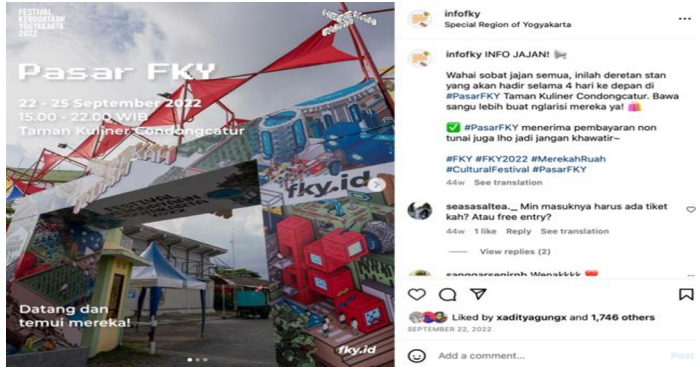 FESTIVAL
KEBUDAYAAN
YOGYAKARTA
2022
Pasar FKY
22 - 25 September 2022
15.00 - 22.00 WIB
Taman Kuliner Condongcatur
fky.id
FESTIVAL
KEBUDAYAAN
2022
Datang dan
temui mereka!
fky.id
infofky
Special Region of Yogyakarta
infofky INFO JAJAN!
Wahai sobat jajan semua, inilah deretan stan
yang akan hadir selama 4 hari ke depan di
#PasarFKY Taman Kuliner Condongcatur. Bawa
sangu lebih buat nglarisi mereka ya!
#PasarFKY menerima pembayaran non
tunai juga lho jadi jangan khawatir~
#FKY #FKY2022 #MerekahRuah
#CulturalFestival #PasarFKY
44w See translation
seasasaltea._ Min masuknya harus ada tiket
kah? Atau free entry?
44w 1 like Reply See translation
View replies (2)
Liked by xadityagungx and 1,746 others
SEPTEMBER 22, 2022
Add a comment...
Post